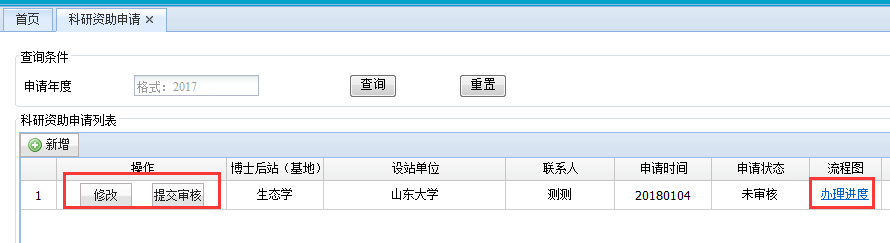 首页 科研资助申请 ×
查询条件
申请年度 格式：2017 查询 重置
科研资助申请列表
新增
操作 博士后站（基地） 设站单位 联系人 申请时间 申请状态 流程图
1 修改 提交审核 生态学 山东大学 测测 20180104 未审核 办理进度